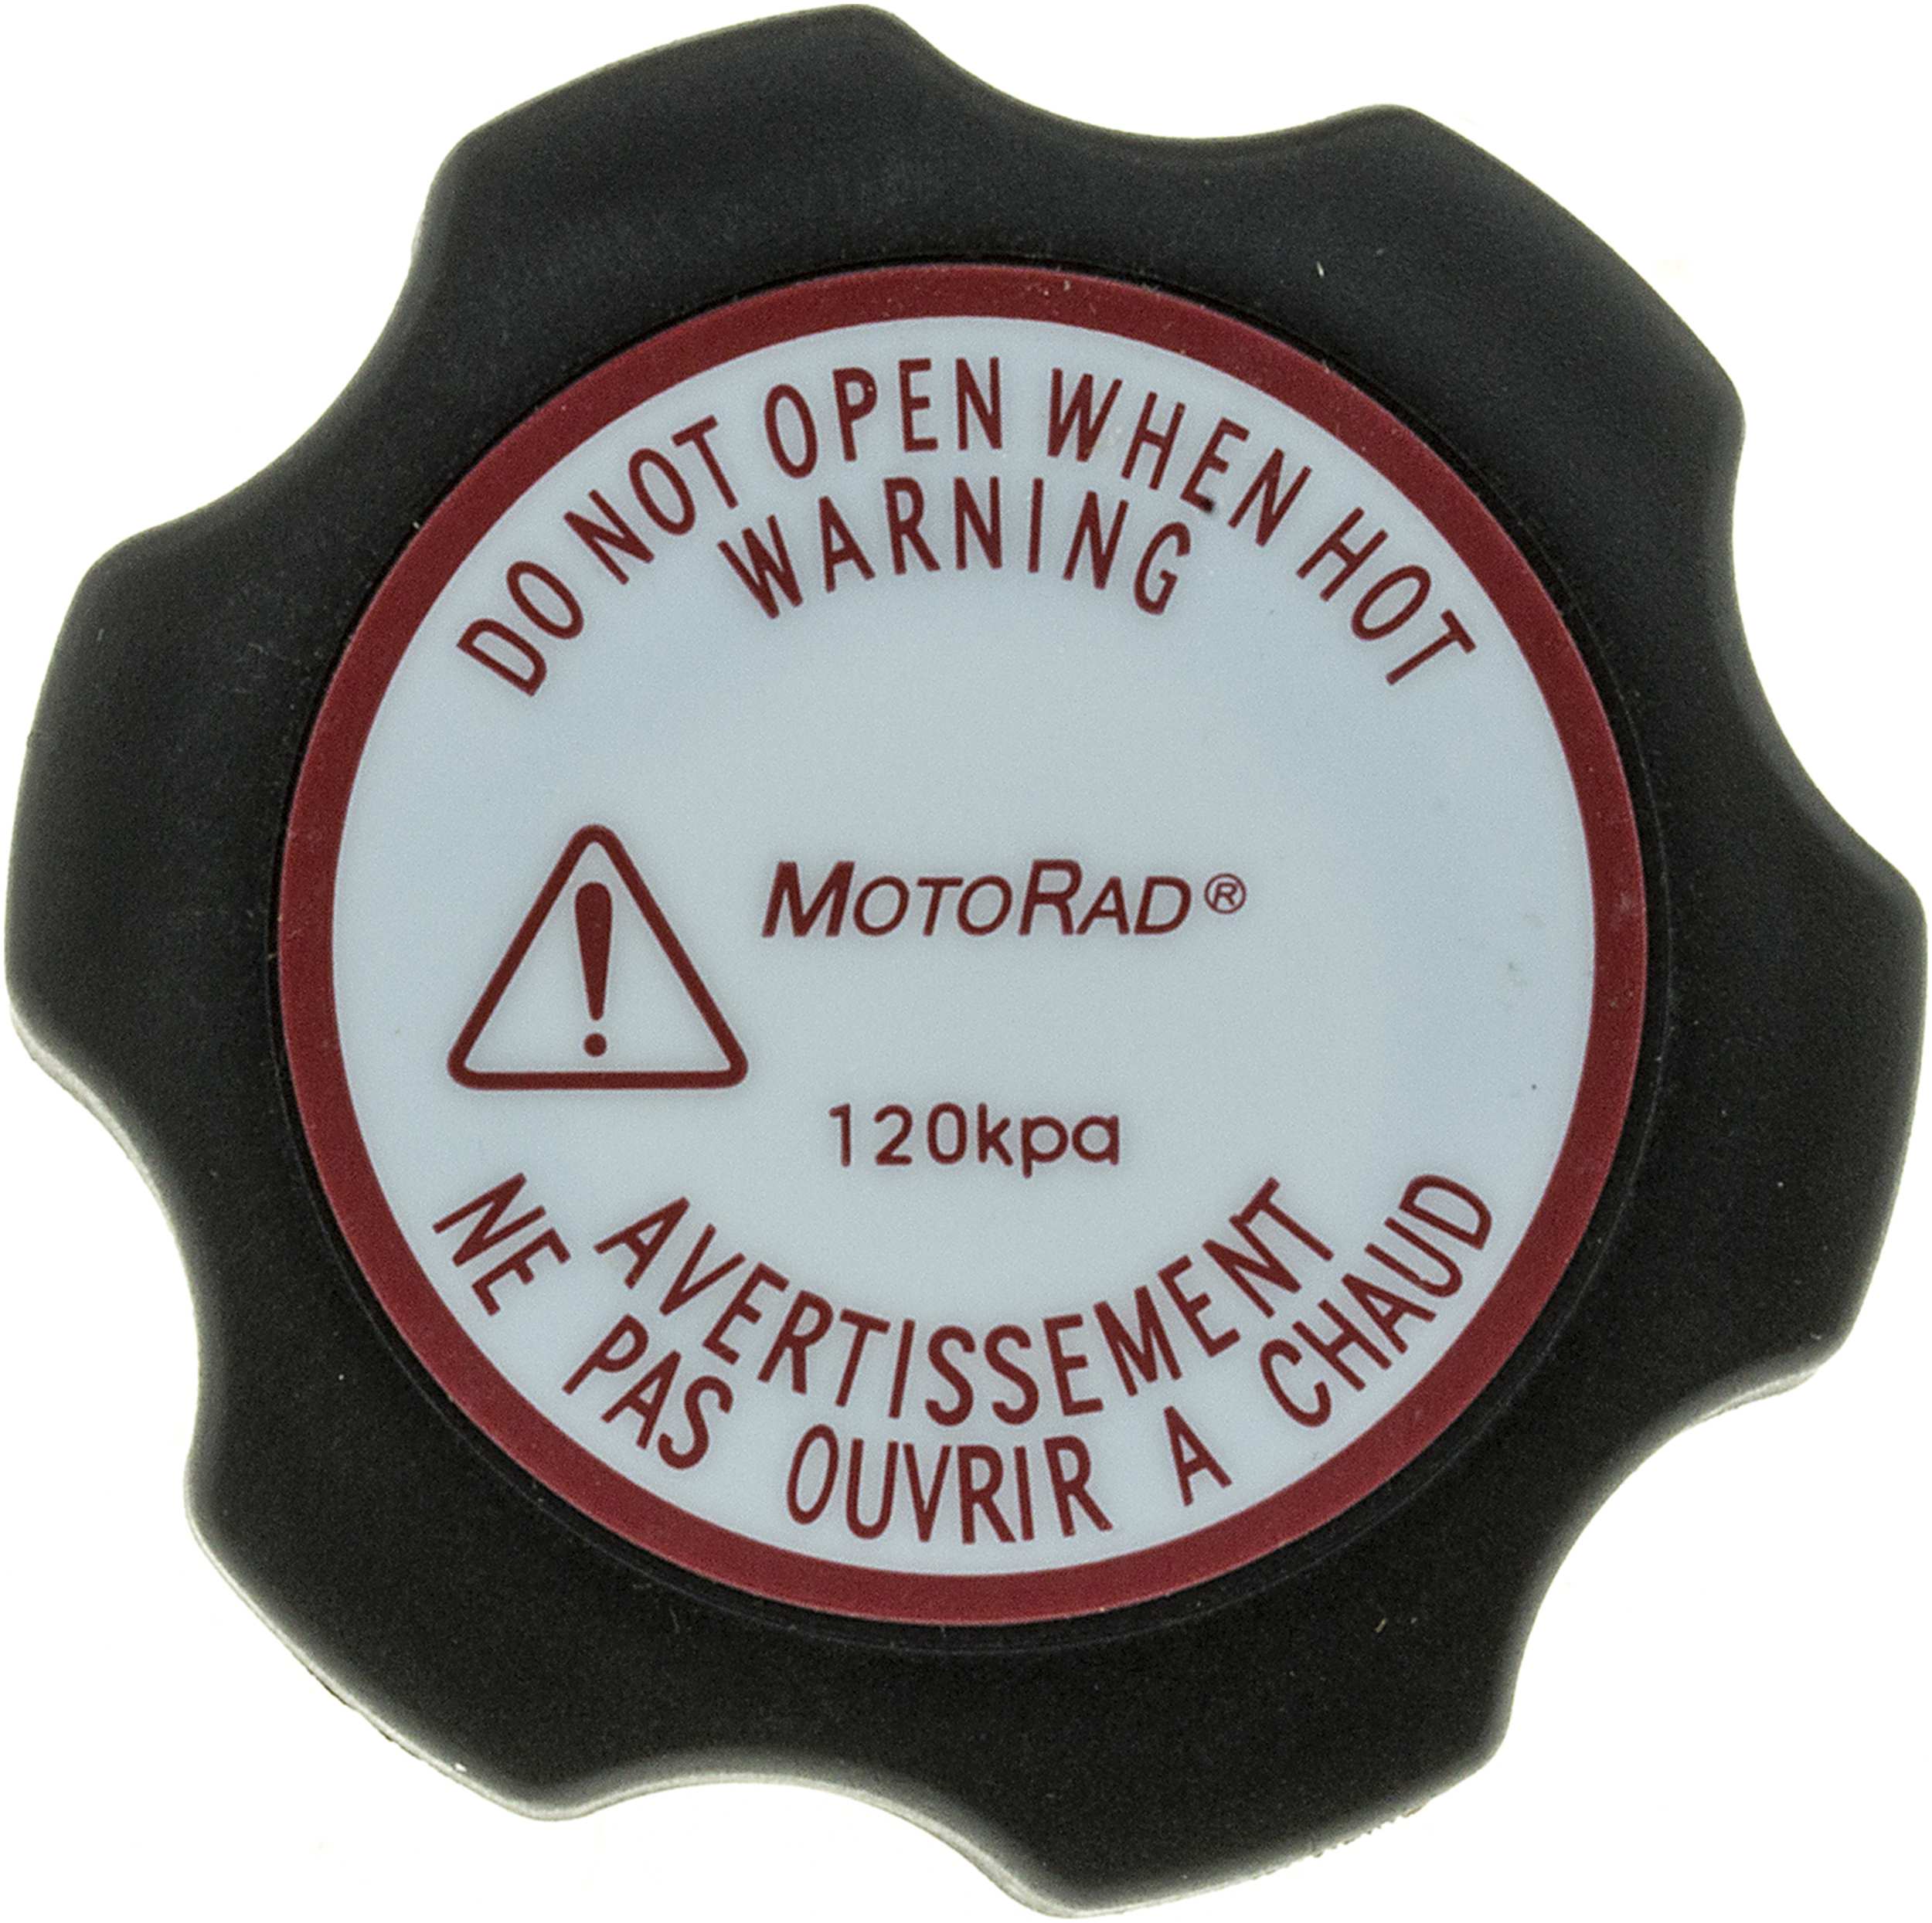 DO NOT OPEN WHEN HOT
WARNING
MOTORAD®
120kpa
AVERTISSEMENT
NE PAS OUVRIR A CHAUD